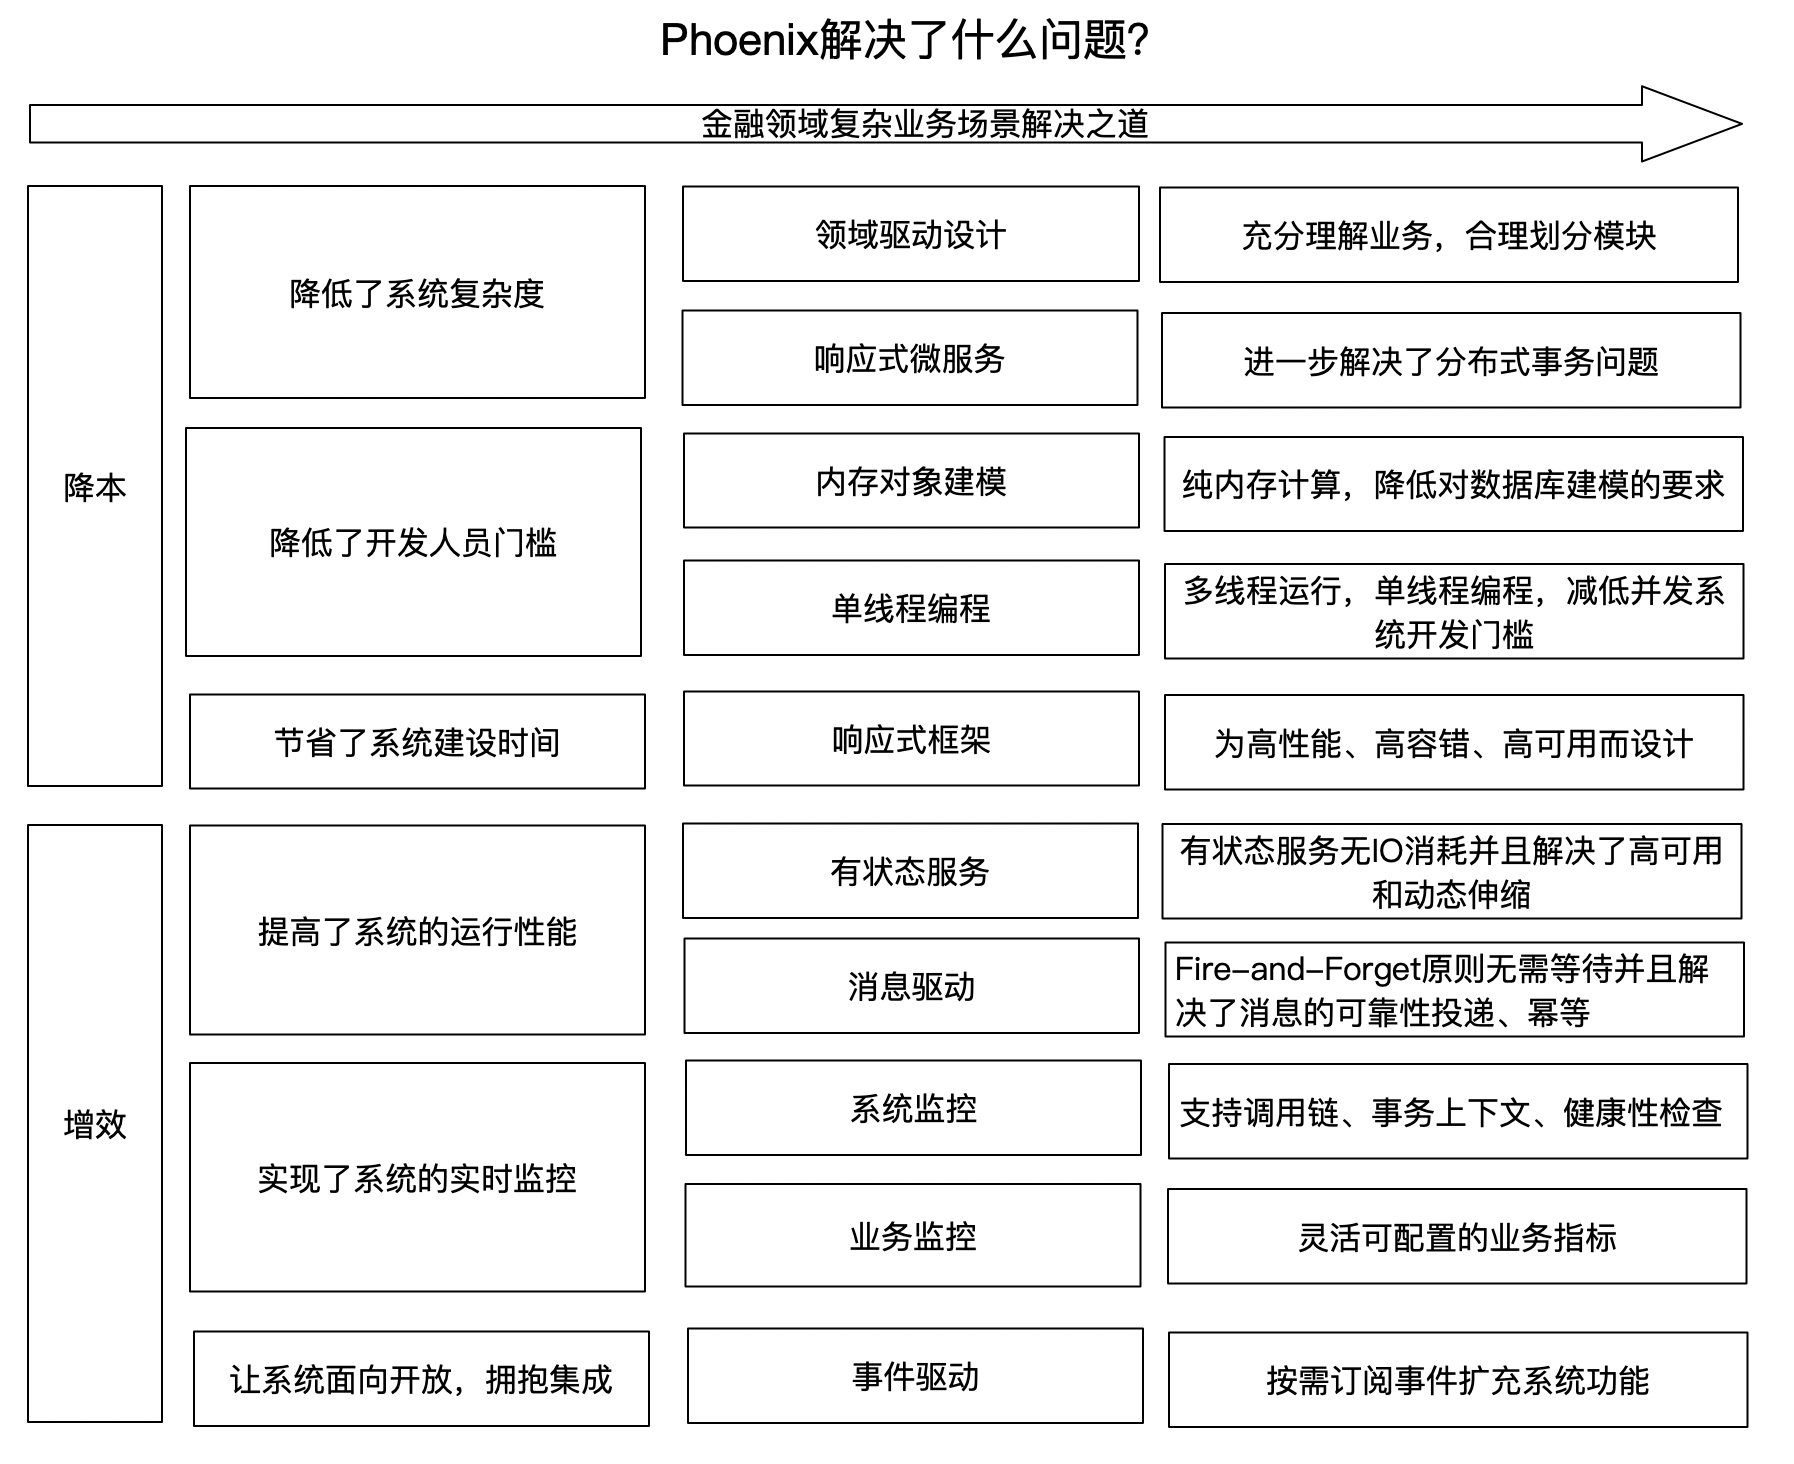 Phoenix解决了什么问题?
金融领域复杂业务场景解决之道
降本
降低了系统复杂度
领域驱动设计
充分理解业务，合理划分模块
响应式微服务
进一步解决了分布式事务问题
降低了开发人员门槛
内存对象建模
纯内存计算，降低对数据库建模的要求
单线程编程
多线程运行，单线程编程，减低并发系
统开发门槛
节省了系统建设时间
响应式框架
为高性能、高容错、高可用而设计
增效
提高了系统的运行性能
有状态服务
有状态服务无IO消耗并且解决了高可用
和动态伸缩
消息驱动
Fire-and-Forget原则无需等待并且解
决了消息的可靠性投递、幂等
实现了系统的实时监控
系统监控
支持调用链、事务上下文、健康性检查
业务监控
灵活可配置的业务指标
让系统面向开放，拥抱集成
事件驱动
按需订阅事件扩充系统功能